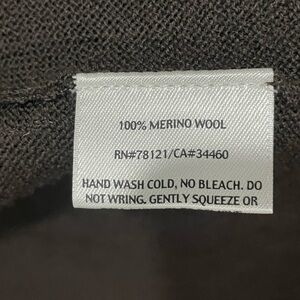 100% MERINO WOOL
RN#78121/CA#34460
HAND WASH COLD, NO BLEACH. DO
NOT WRING. GENTLY SQUEEZE OR